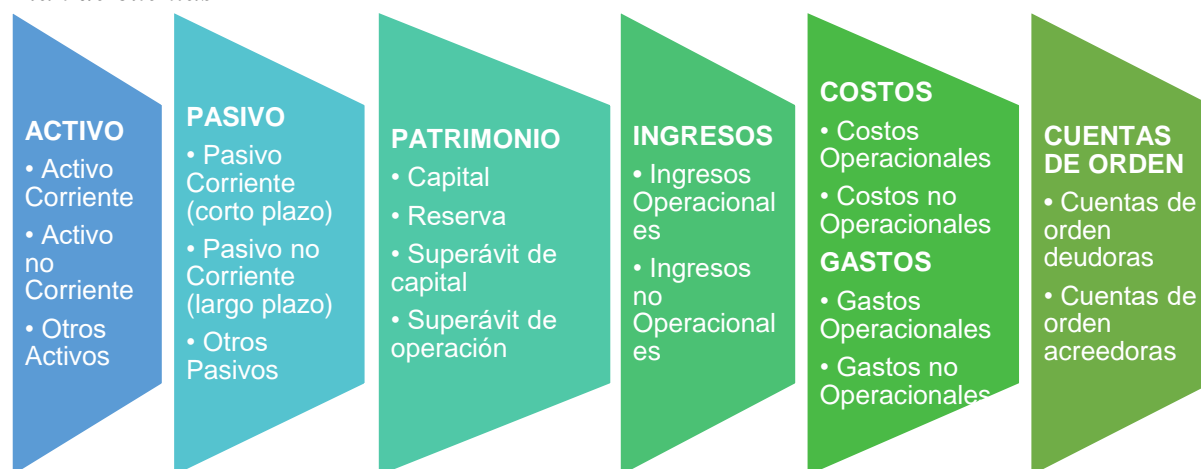 ACTIVO
• Activo
Corriente
• Activo
no
Corriente
• Otros
Activos
PASIVO
• Pasivo
Corriente
(corto plazo)
• Pasivo no
Corriente
(largo plazo)
• Otros
Pasivos
PATRIMONIO
• Capital
• Reserva
• Superávit de
capital
• Superávit de
operación
INGRESOS
• Ingresos
Operacional
es
• Ingresos
no
Operacional
es
COSTOS
• Costos
Operacionales
• Costos no
Operacionales
GASTOS
• Gastos
Operacionales
• Gastos no
Operacionales
CUENTAS
DE ORDEN
• Cuentas de
orden
deudoras
• Cuentas de
orden
acreedoras